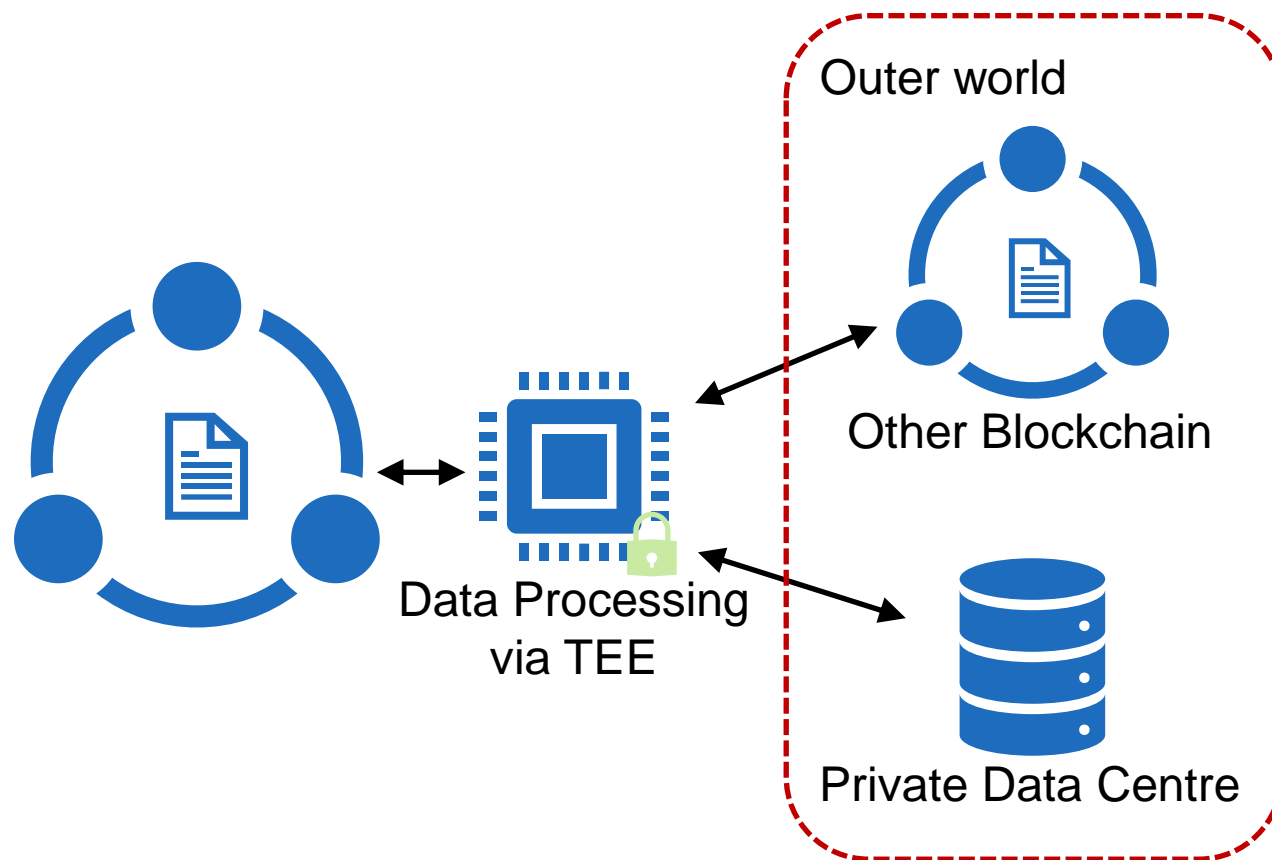 Outer world
Other Blockchain
Data Processing
via TEE
Private Data Centre